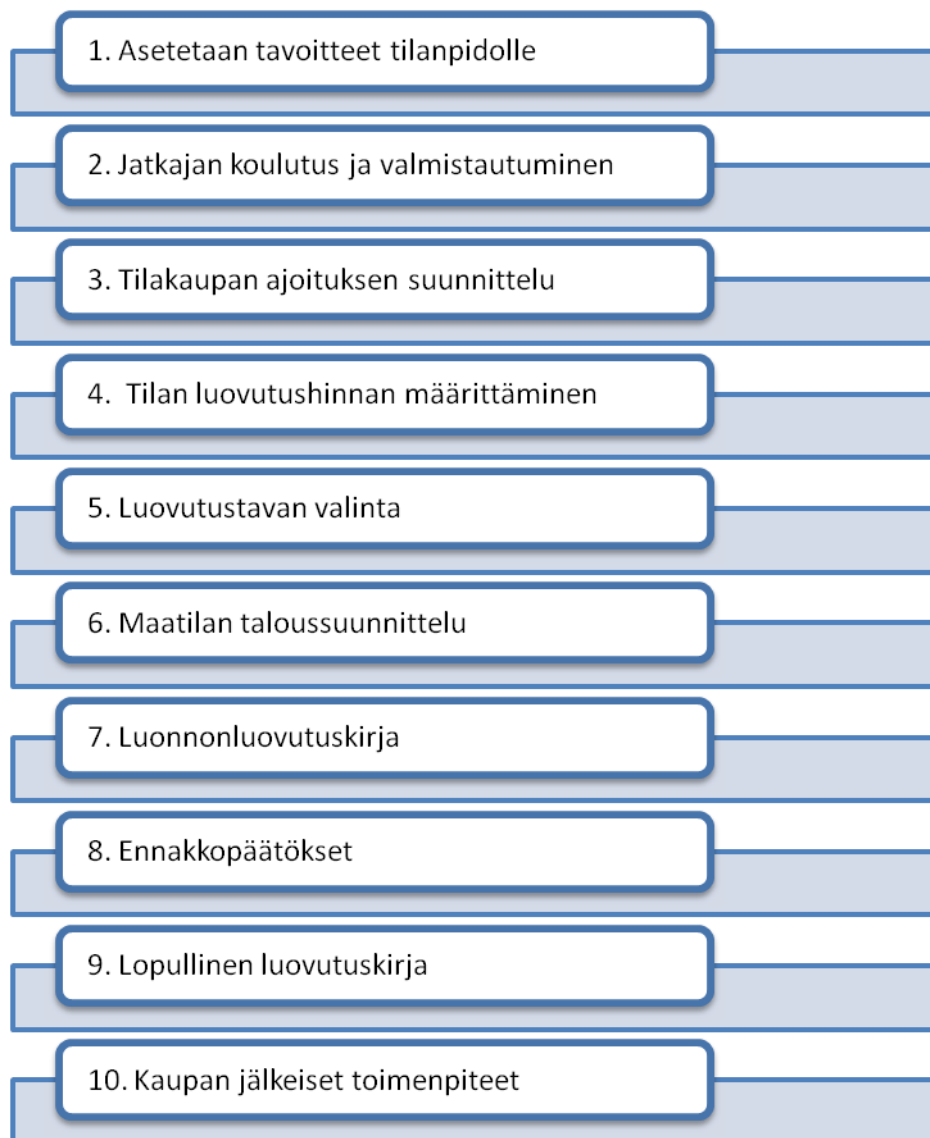 1. Asetetaan tavoitteet tilanpidolle
2. Jatkajan koulutus ja valmistautuminen
3. Tilakaupan ajoituksen suunnittelu
4. Tilan luovutushinnan määrittäminen
5. Luovutustavan valinta
6. Maatilan taloussuunnittelu
7. Luonnonluovutuskirja
8. Ennakkopäätökset
9. Lopullinen luovutuskirja
10. Kaupan jälkeiset toimenpiteet